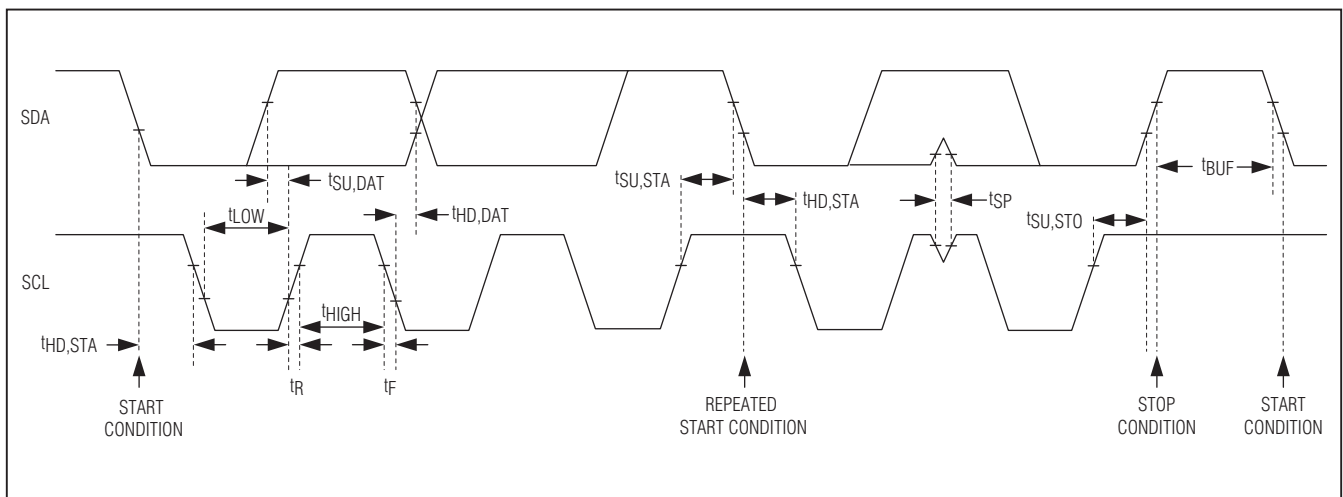 SDA
tSU,DAT
tSU,STA
tBUF
tLOW
tHD,DAT
tHD,STA
tSP
tSU,STO
SCL
tHIGH
tHD,STA
tR
tF
START
CONDITION
REPEATED
START CONDITION
STOP
CONDITION
START
CONDITION